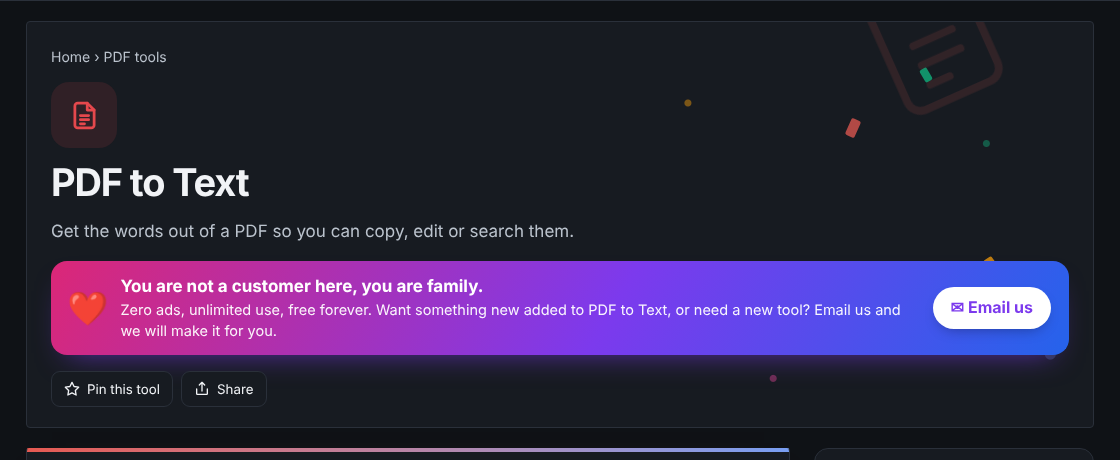 Home › PDF tools
PDF to Text
Get the words out of a PDF so you can copy, edit or search them.
You are not a customer here, you are family.
Zero ads, unlimited use, free forever. Want something new added to PDF to Text, or need a new tool? Email us and
we will make it for you.
✉ Email us
Pin this tool
Share